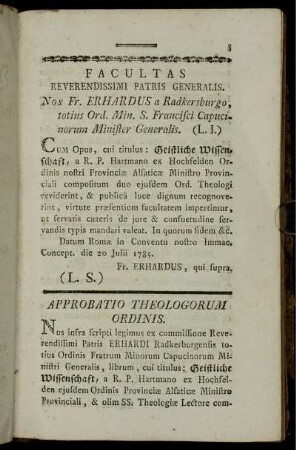 3
FACULTAS
REVERENDISSIMI PATRIS GENERALIS.
Nos Fr. ERHARDUS a Radkersburgo,
totius Ord. Min. S. Francisci Capuci-
norum Minister Generalis. (L. I.)
CUM Opus, cui titulus: Geistliche Wissen-
schaft, a R. P. Hartmano ex Hochfelden Or-
dinis nostri Provinciæ Alsaticæ Ministro Provin-
ciali compositum duo ejusdem Ord. Theologi
reviderint, & publica luce dignum recognove-
rint, virtute præsentium facultatem impertimur,
ut servatis cæteris de jure & consuetudine ser-
vandis typis mandari valeat. In quorum fidem &c.
Datum Romæ in Conventu nostro Immac.
Concept. die 20 Julii 1785.
Fr. ERHARDUS, qui supra.
(L. S.)
APPROBATIO THEOLOGORUM
ORDINIS.
Nos infra scripti legimus ex commissione Reve-
rendissimi Patris ERHARDI Radkersburgensis to-
tius Ordinis Fratrum Minorum Capucinorum Mi-
nistri Generalis, librum, cui titulus: Geistliche
Wissenschaft, a R. P. Hartmano ex Hochfel-
den ejusdem Ordinis Provinciæ Alsaticæ Ministro
Provinciali, & olim SS. Theologiæ Lectore com-